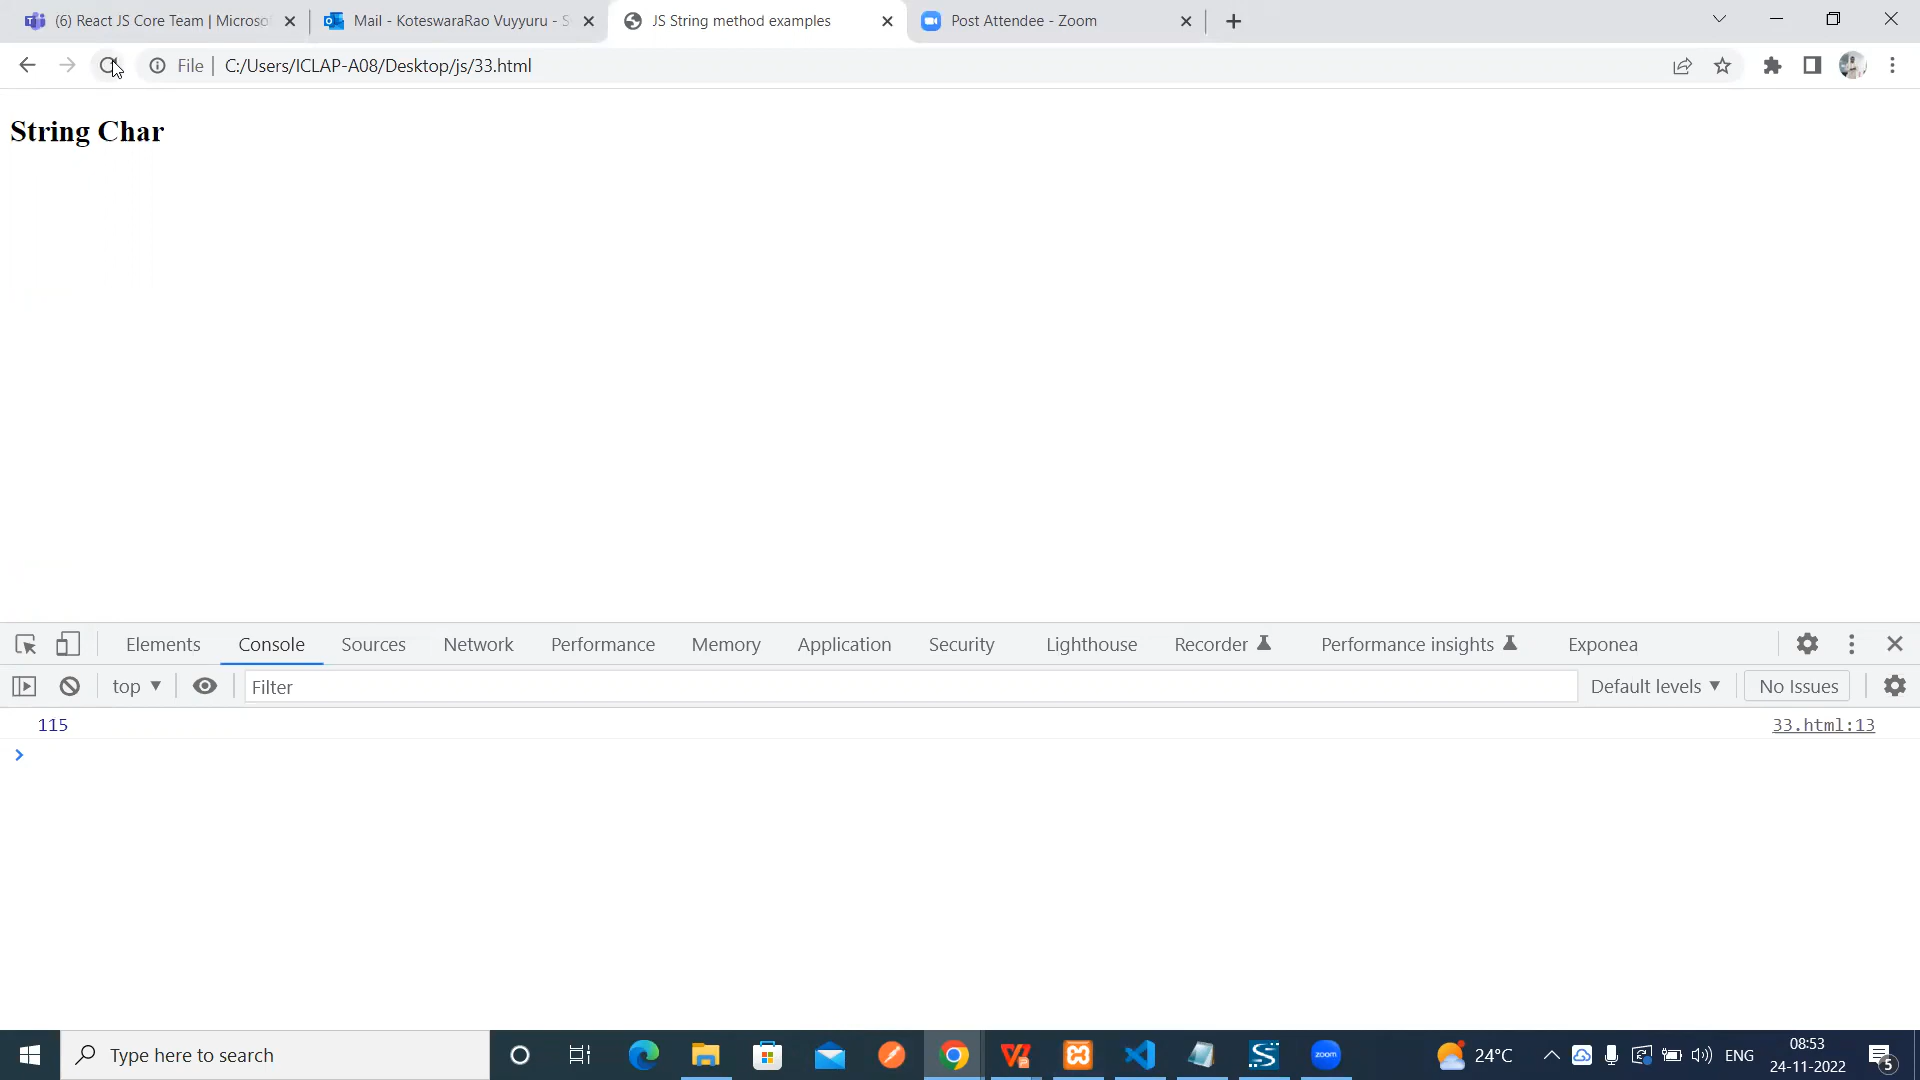 (6) React JS Core Team | Microso
Mail - KoteswaraRao Vuyyuru - S
JS String method examples
Post Attendee - Zoom
File | C:/Users/ICLAP-A08/Desktop/js/33.html
String Char
Elements Console Sources Network Performance Memory Application Security Lighthouse Recorder Performance insights Exponea
top ▼ Filter Default levels ▼ No Issues
115 33.html:13
Type here to search
zoom
24°C ENG
08:53
24-11-2022
5